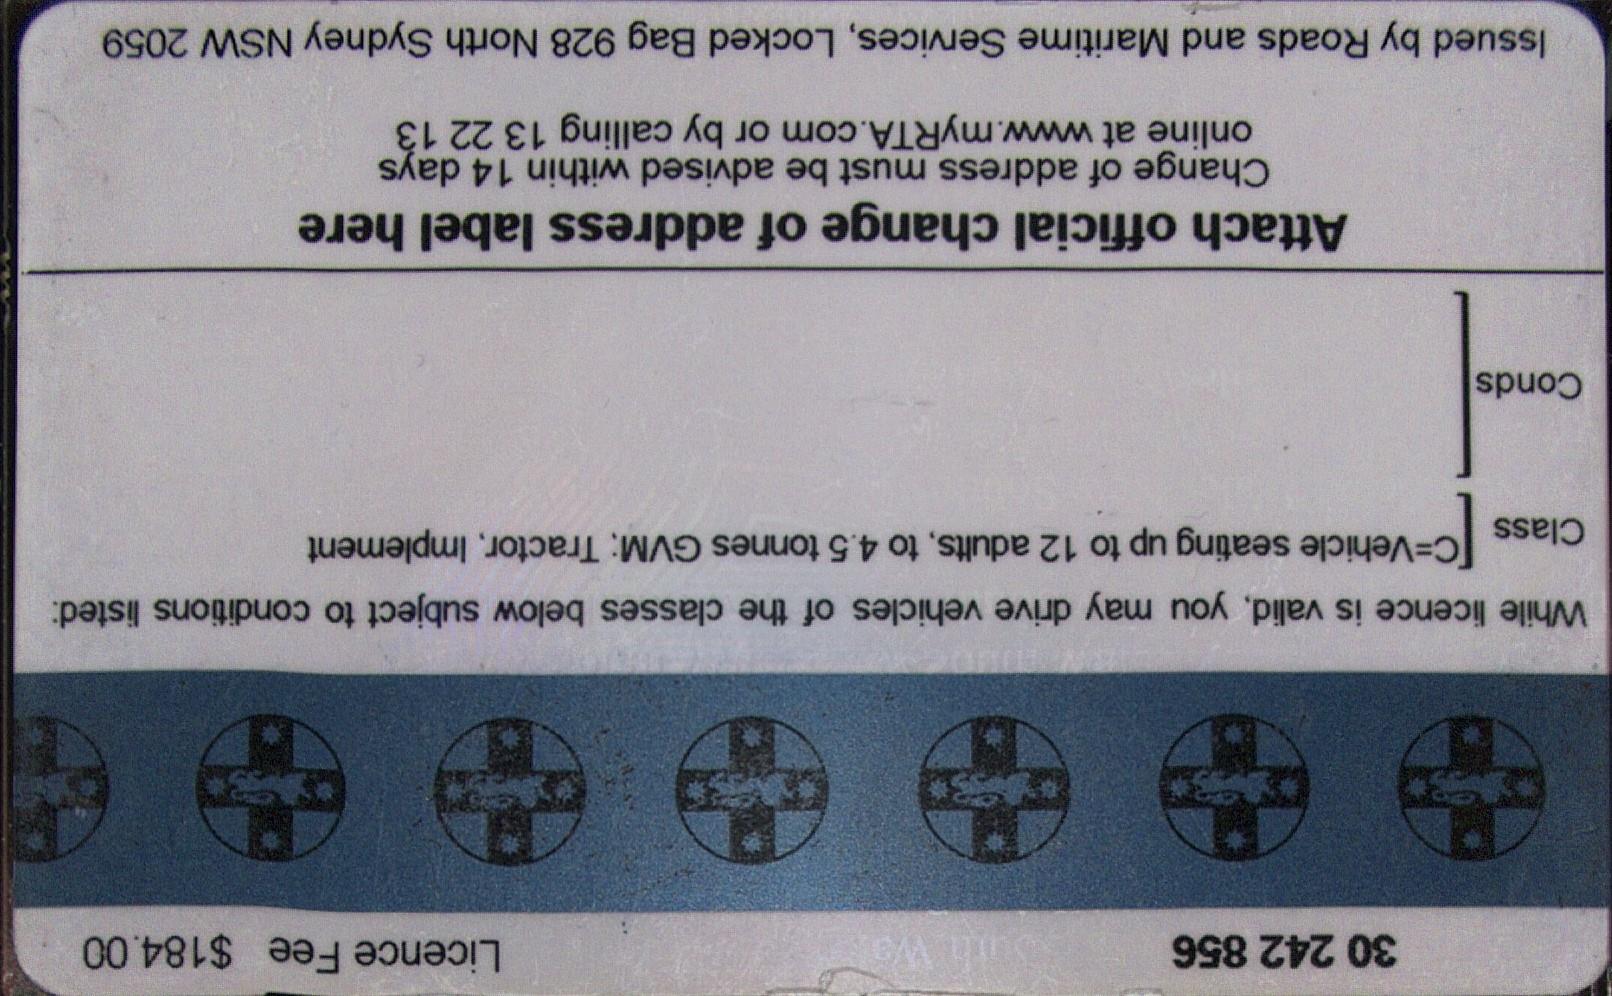 30 242 856 Licence Fee $184.00
While licence is valid, you may drive vehicles of the classes below subject to conditions listed:
Class [C=Vehicle seating up to 12 adults, to 4.5 tonnes GVM; Tractor, Implement
Conds [
Attach official change of address label here
Change of address must be advised within 14 days
online at www.myRTA.com or by calling 13 22 13
Issued by Roads and Maritime Services, Locked Bag 928 North Sydney NSW 2059